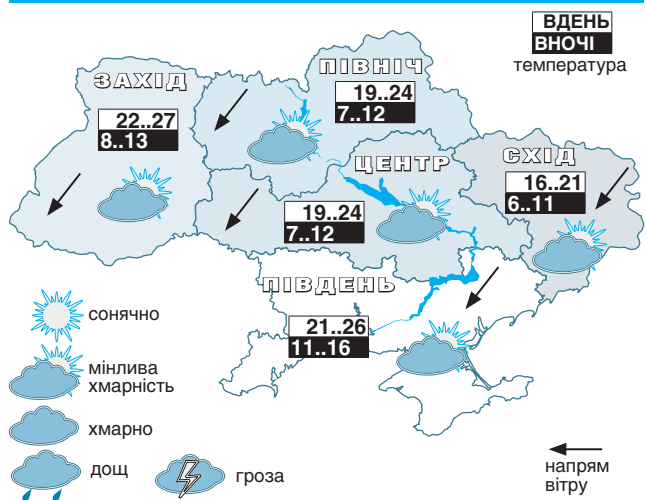 ВДЕНЬ
ВНОЧІ
температура
ПІВНІЧ
19..24
7..12
ЗАХІД
22..27
8..13
ЦЕНТР
19..24
7..12
СХІД
16..21
6..11
ПІВДЕНЬ
21..26
11..16
сонячно
мінлива
хмарність
хмарно
дощ
гроза
напрям
вітру